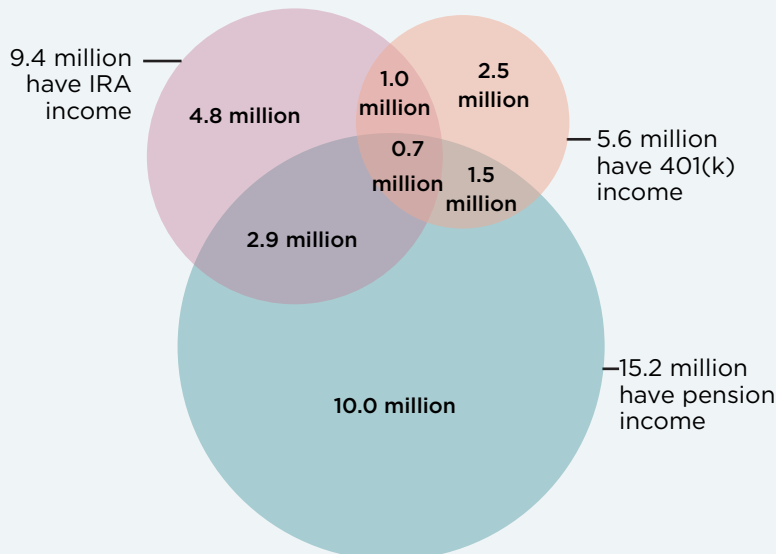 9.4 million
have IRA
income
4.8 million
1.0
million
2.5
million
0.7
million
1.5
million
5.6 million
have 401(k)
income
2.9 million
10.0 million
15.2 million
have pension
income